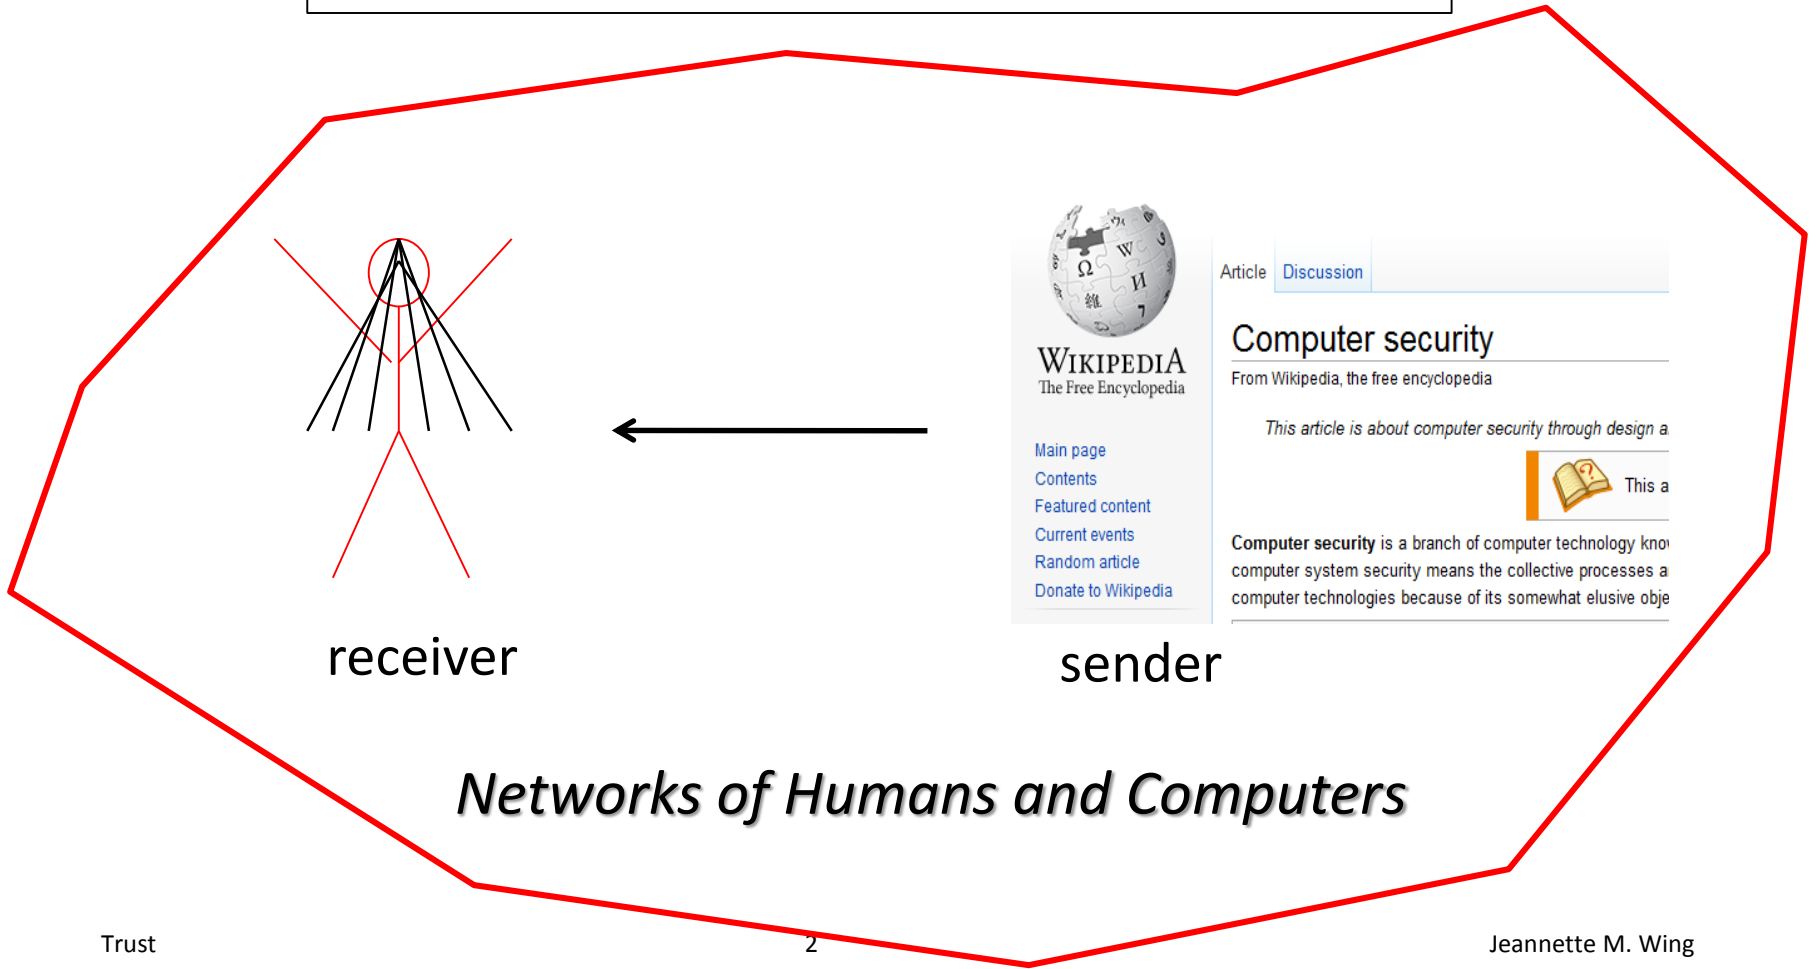 Article Discussion
Computer security
WIKIPEDIA
The Free Encyclopedia
From Wikipedia, the free encyclopedia
This article is about computer security through design a
Main page
Contents
This a
Featured content
Current events
Computer security is a branch of computer technology know
Random article
computer system security means the collective processes a
Donate to Wikipedia
computer technologies because of its somewhat elusive obje
receiver
sender
Networks of Humans and Computers
Trust
2
Jeannette M. Wing